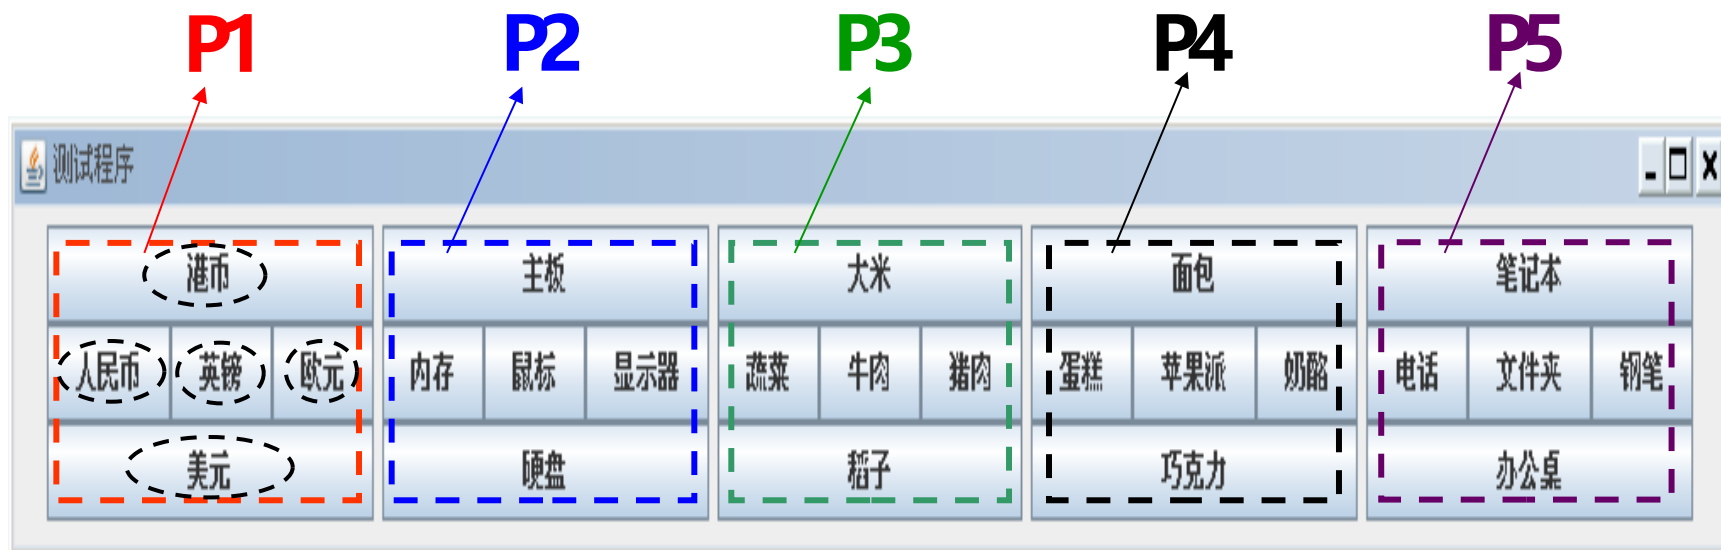 P1 P2 P3 P4 P5
测试程序
港币 主板 大米 面包 笔记本
人民币 英镑 欧元 内存 鼠标 显示器 蔬菜 牛肉 猪肉 蛋糕 苹果派 奶酪 电话 文件夹 钢笔
美元 硬盘 稻子 巧克力 办公桌